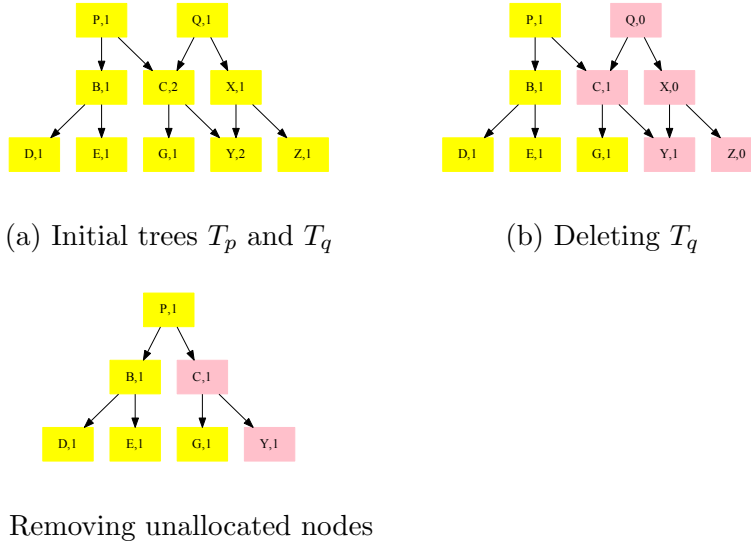 P,1 Q,1 P,1 Q,0
B,1 C,2 X,1 B,1 C,1 X,0
D,1 E,1 G,1 Y,2 Z,1 D,1 E,1 G,1 Y,1 Z,0
(a) Initial trees T_p and T_q (b) Deleting T_q
P,1
B,1 C,1
D,1 E,1 G,1 Y,1
Removing unallocated nodes